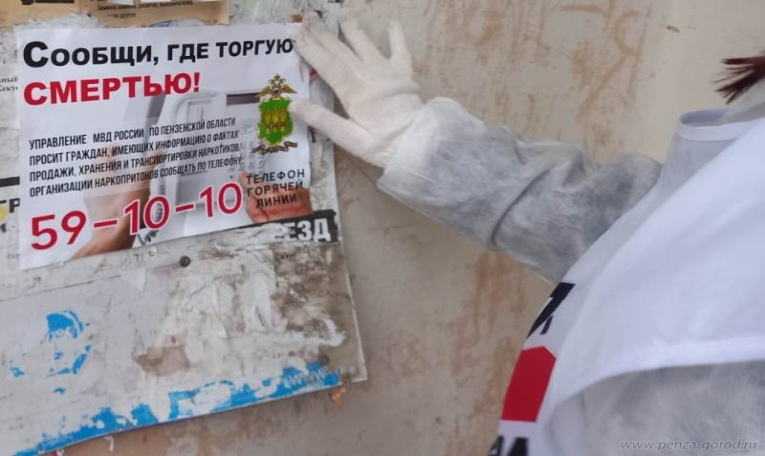 Сообщи, где торгую
СМЕРТЬЮ!
УПРАВЛЕНИЕ МВД РОССИИ ПО ПЕНЗЕНСКОЙ ОБЛАСТИ
ПРОСИТ ГРАЖДАН, ИМЕЮЩИХ ИНФОРМАЦИЮ О ФАКТАХ
ПРОДАЖИ, ХРАНЕНИЯ И ТРАНСПОРТИРОВКИ НАРКОТИКОВ,
ОРГАНИЗАЦИИ НАРКОПРИТОНОВ СООБЩАТЬ ПО ТЕЛЕФОНУ
59-10-10
ТЕЛЕФОН
ГОРЯЧЕЙ
ЛИНИИ
ЕЗД
www.penza-gorod.ru